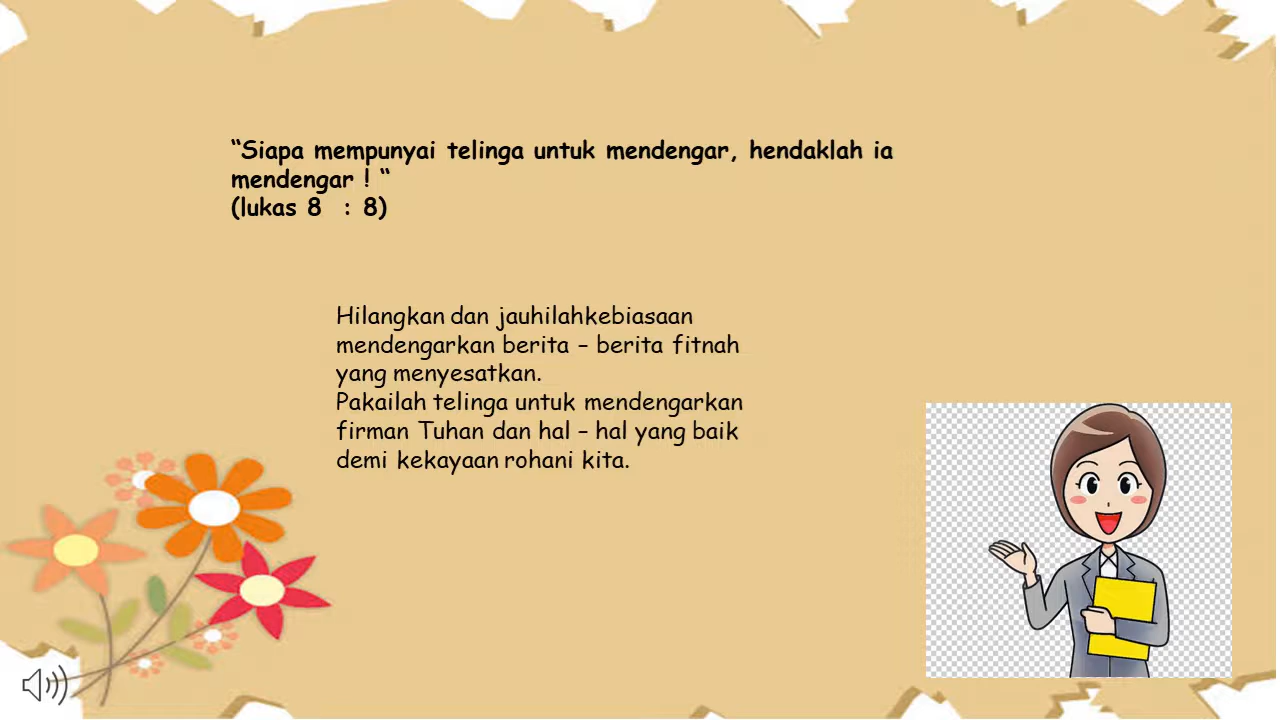 “Siapa mempunyai telinga untuk mendengar, hendaklah ia
mendengar ! “
(lukas 8  : 8)
Hilangkan dan jauhilahkebiasaan
mendengarkan berita – berita fitnah
yang menyesatkan.
Pakailah telinga untuk mendengarkan
firman Tuhan dan hal – hal yang baik
demi kekayaan rohani kita.